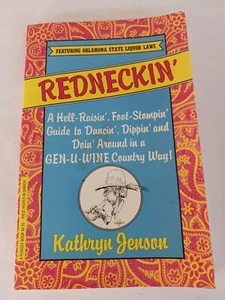 FEATURING OKLAHOMA STATE LIQUOR LAWS
REDNECKIN'
A Hell-Raisin', Foot-Stompin'
Guide to Dancin', Dippin' and
Doin' Around in a
GEN-U-WINE Country Way!
Kathryn Jenson